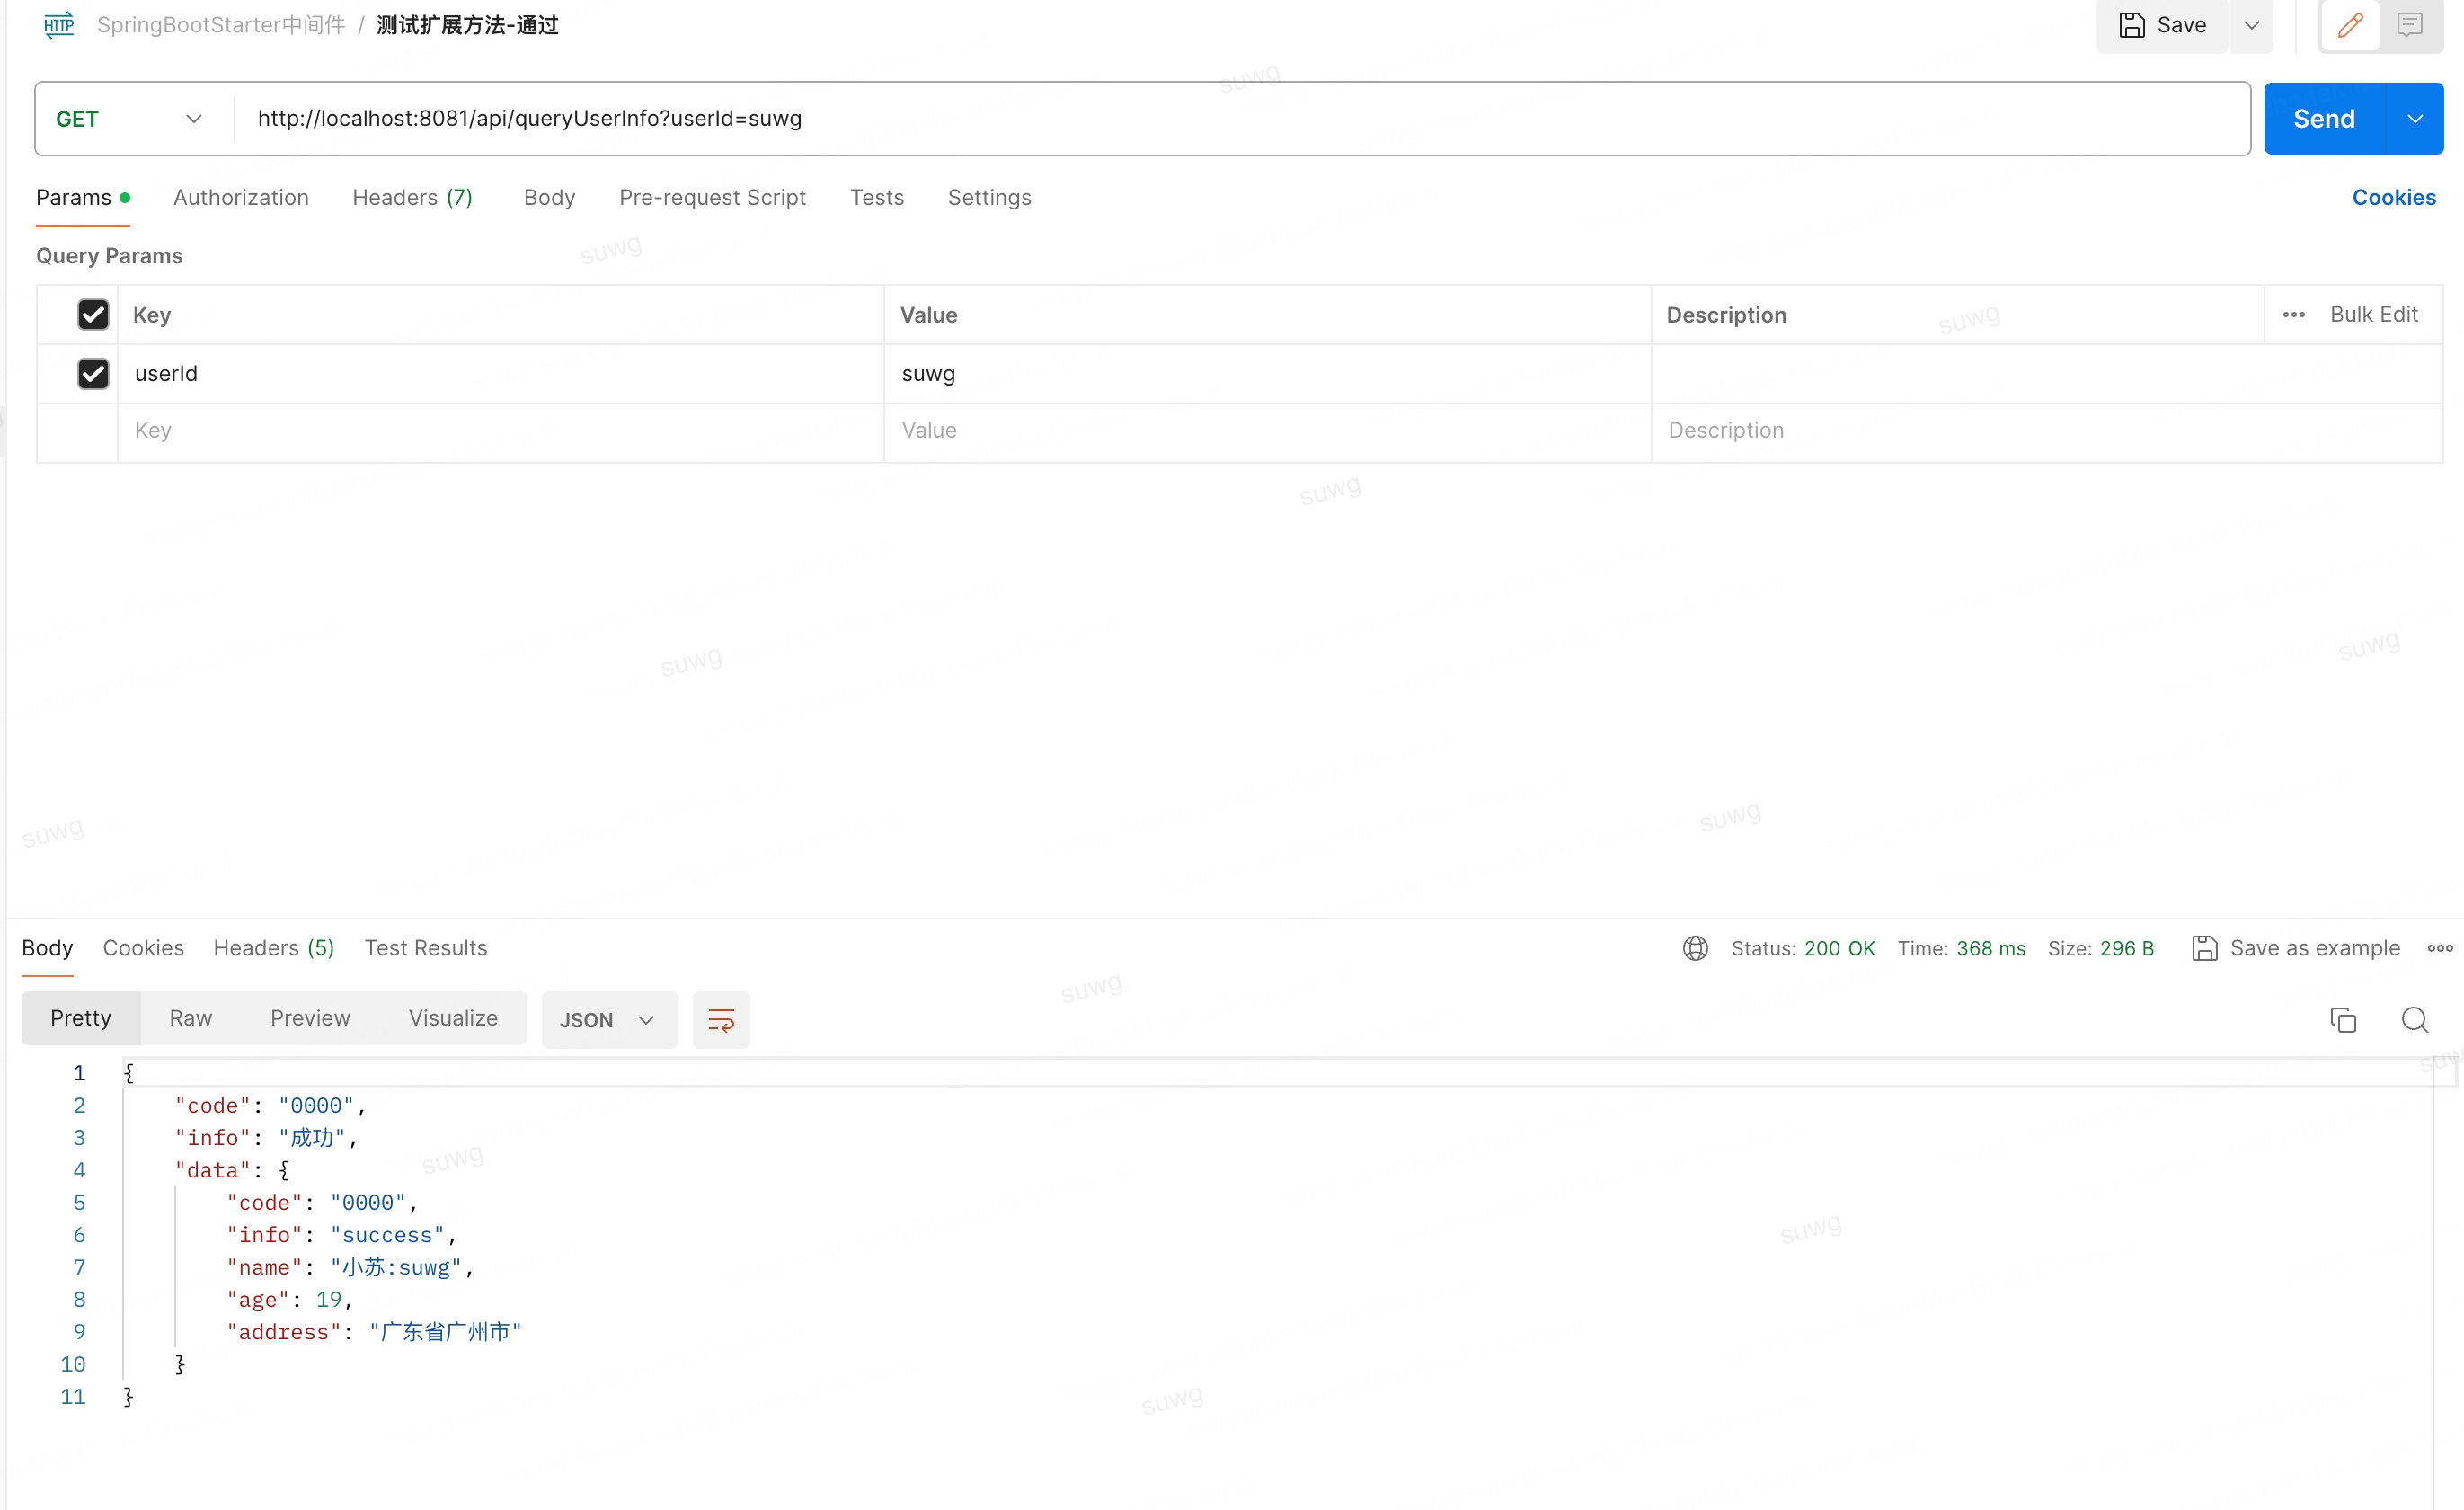 HTTP SpringBootStarter中间件 / 测试扩展方法-通过 Save
GET http://localhost:8081/api/queryUserInfo?userId=suwg Send
Params Authorization Headers (7) Body Pre-request Script Tests Settings Cookies
Query Params
Key Value Description Bulk Edit
userId suwg
Key Value Description
Body Cookies Headers (5) Test Results Status: 200 OK Time: 368 ms Size: 296 B Save as example
Pretty Raw Preview Visualize JSON
1 {
2 "code": "0000",
3 "info": "成功",
4 "data": {
5 "code": "0000",
6 "info": "success",
7 "name": "小苏:suwg",
8 "age": 19,
9 "address": "广东省广州市"
10 }
11 }
suwg
suwg
suwg
suwg
suwg
suwg
suwg
suwg
suwg
suwg
suwg
suwg